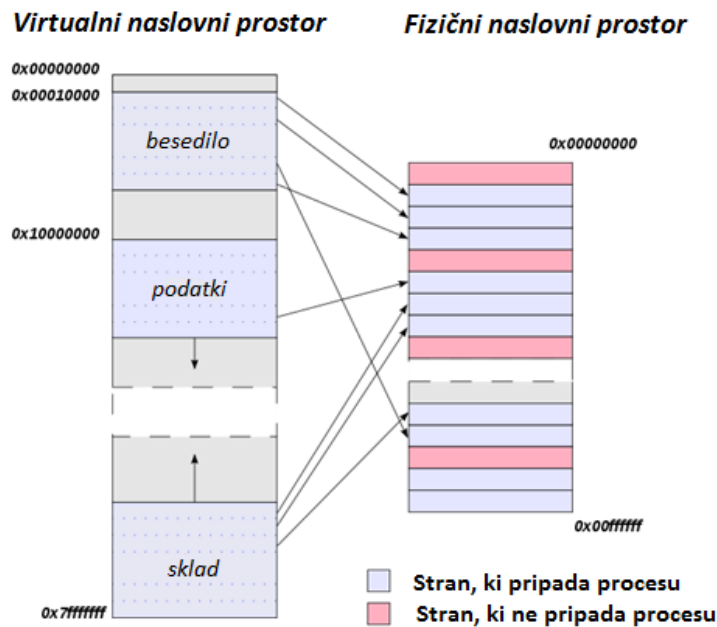 Virtualni naslovni prostor
Fizični naslovni prostor
0x00000000
0x00010000
besedilo
0x00000000
0x10000000
podatki
sklad
0x00ffffff
0x7fffffff
Stran, ki pripada procesu
Stran, ki ne pripada procesu